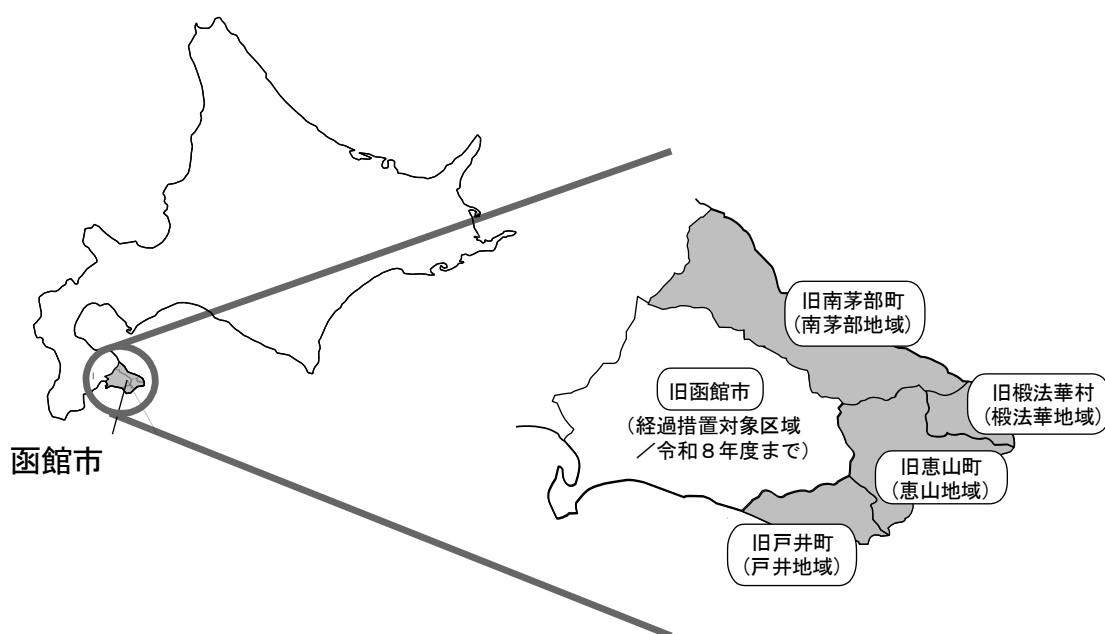 函館市
旧南茅部町
(南茅部地域)
旧函館市
(経過措置対象区域
／令和８年度まで)
旧椴法華村
(椴法華地域)
旧恵山町
(恵山地域)
旧戸井町
(戸井地域)